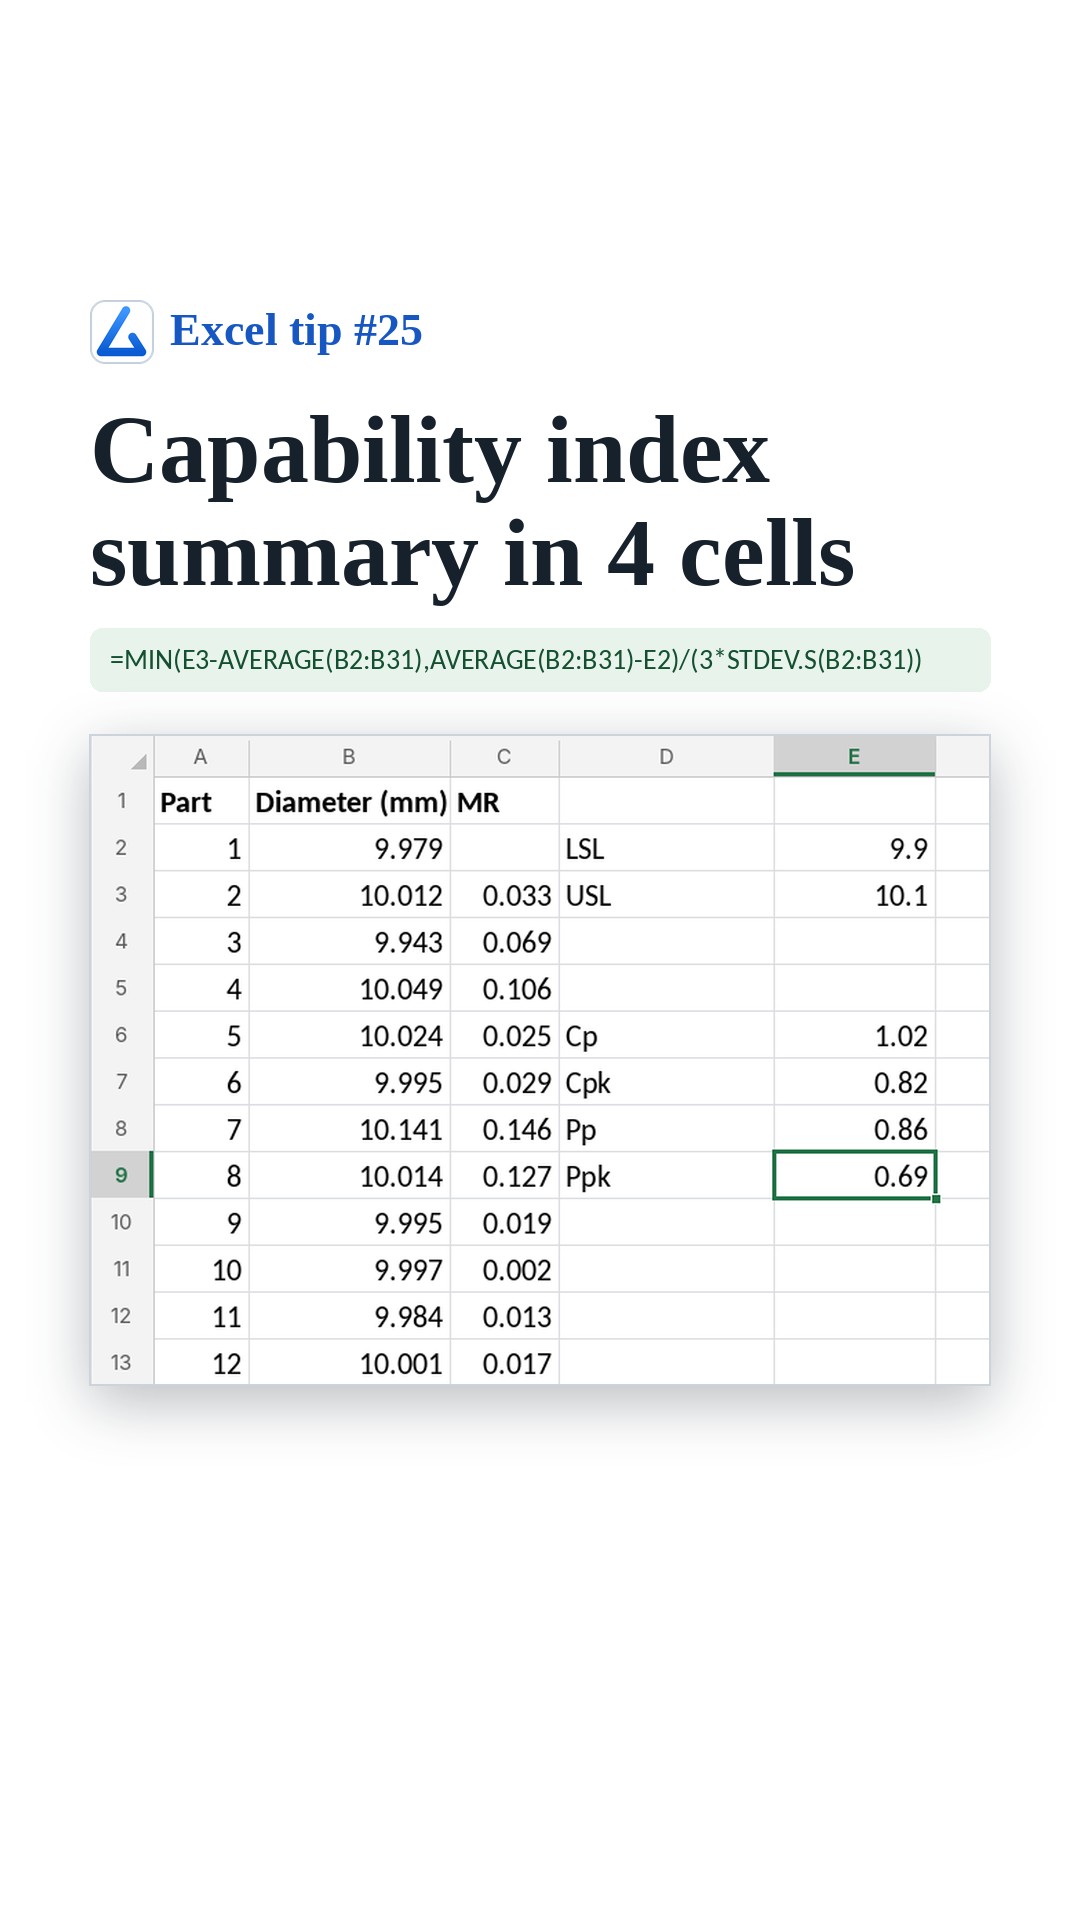 Excel tip #25
Capability index
summary in 4 cells
=MIN(E3-AVERAGE(B2:B31),AVERAGE(B2:B31)-E2)/(3*STDEV.S(B2:B31))
A B C D E
1 Part Diameter (mm) MR
2 1 9.979 LSL 9.9
3 2 10.012 0.033 USL 10.1
4 3 9.943 0.069
5 4 10.049 0.106
6 5 10.024 0.025 Cp 1.02
7 6 9.995 0.029 Cpk 0.82
8 7 10.141 0.146 Pp 0.86
9 8 10.014 0.127 Ppk 0.69
10 9 9.995 0.019
11 10 9.997 0.002
12 11 9.984 0.013
13 12 10.001 0.017